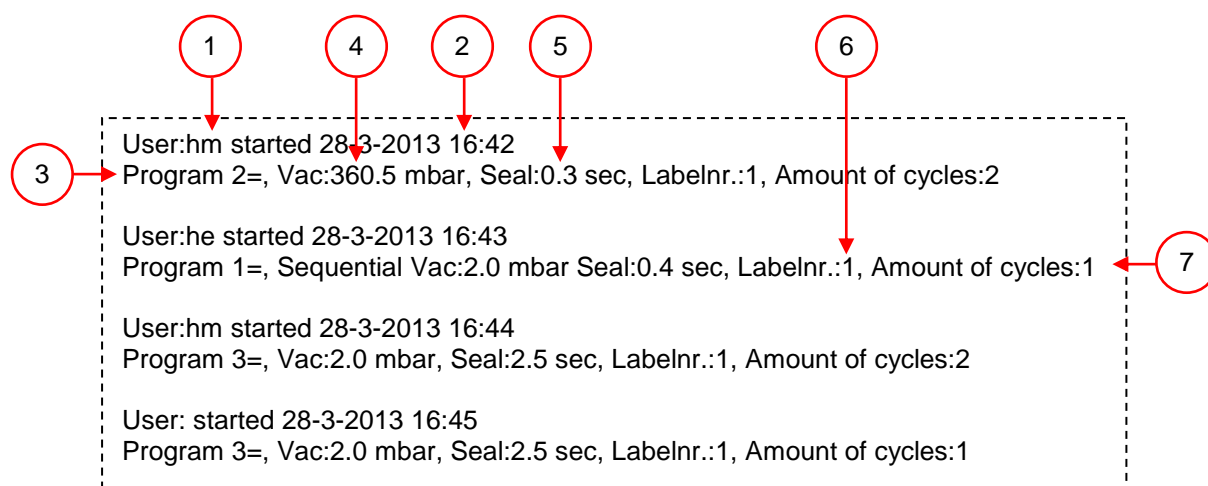 1 4 2 5 6
User:hm started 28-3-2013 16:42
3
Program 2=, Vac:360.5 mbar, Seal:0.3 sec, Labelnr.:1, Amount of cycles:2
User:he started 28-3-2013 16:43
Program 1=, Sequential Vac:2.0 mbar Seal:0.4 sec, Labelnr.:1, Amount of cycles:1
7
User:hm started 28-3-2013 16:44
Program 3=, Vac:2.0 mbar, Seal:2.5 sec, Labelnr.:1, Amount of cycles:2
User: started 28-3-2013 16:45
Program 3=, Vac:2.0 mbar, Seal:2.5 sec, Labelnr.:1, Amount of cycles:1